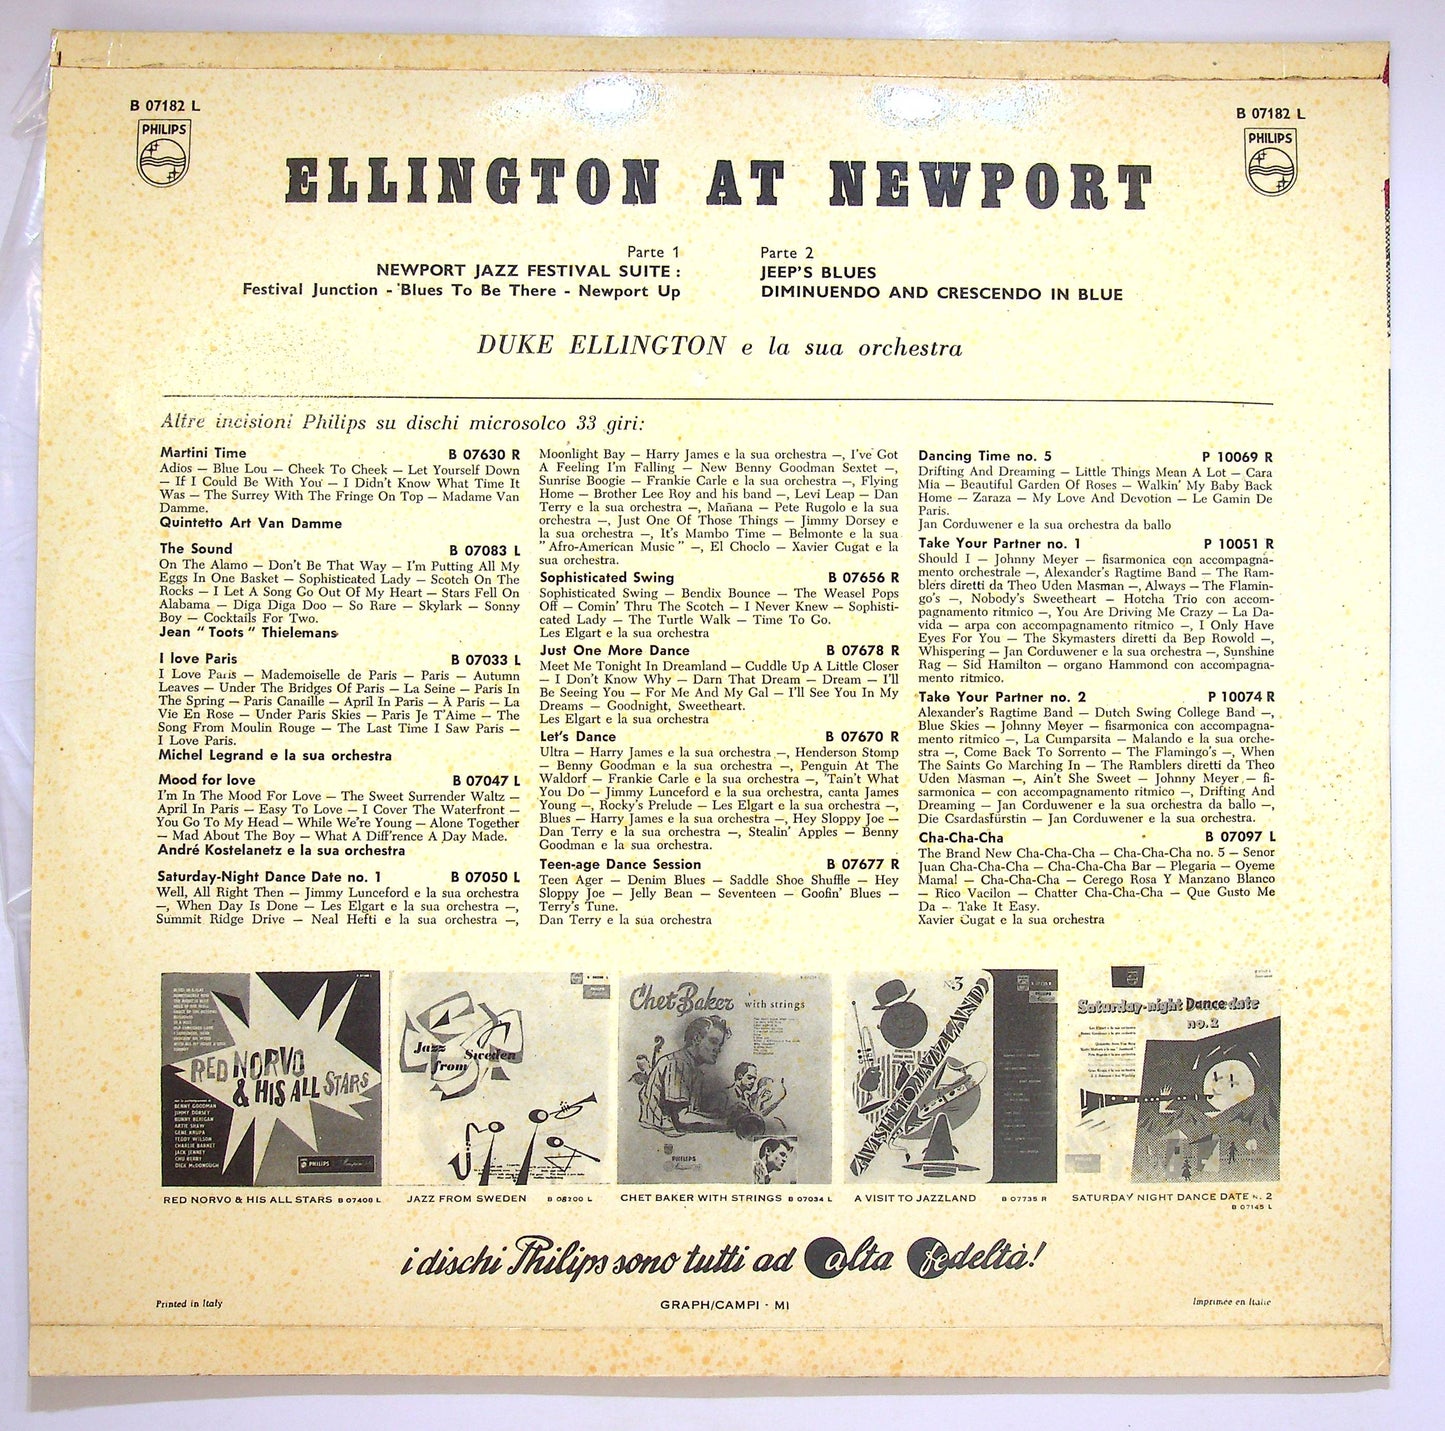 B 07182 L
PHILIPS
B 07182 L
PHILIPS
ELLINGTON AT NEWPORT
Parte 1
NEWPORT JAZZ FESTIVAL SUITE :
Festival Junction - Blues To Be There - Newport Up
Parte 2
JEEP'S BLUES
DIMINUENDO AND CRESCENDO IN BLUE
DUKE ELLINGTON e la sua orchestra
Altre incisioni Philips su dischi microsolco 33 giri:
Martini Time B 07630 R
Adios — Blue Lou — Cheek To Cheek — Let Yourself Down
— If I Could Be With You — I Didn't Know What Time It
Was — The Surrey With The Fringe On Top — Madame Van
Damme.
Quintetto Art Van Damme
The Sound B 07083 L
On The Alamo — Don't Be That Way — I'm Putting All My
Eggs In One Basket — Sophisticated Lady — Scotch On The
Rocks — I Let A Song Go Out Of My Heart — Stars Fell On
Alabama — Diga Diga Doo — So Rare — Skylark — Sonny
Boy — Cocktails For Two.
Jean " Toots " Thielemans
I love Paris B 07033 L
I Love Paris — Mademoiselle de Paris — Paris — Autumn
Leaves — Under The Bridges Of Paris — La Seine — Paris In
The Spring — Paris Canaille — April In Paris — À Paris — La
Vie En Rose — Under Paris Skies — Paris Je T'Aime — The
Song From Moulin Rouge — The Last Time I Saw Paris —
I Love Paris.
Michel Legrand e la sua orchestra
Mood for love B 07047 L
I'm In The Mood For Love — The Sweet Surrender Waltz —
April In Paris — Easy To Love — I Cover The Waterfront —
You Go To My Head — While We're Young — Alone Together
— Mad About The Boy — What A Diff'rence A Day Made.
André Kostelanetz e la sua orchestra
Saturday-Night Dance Date no. 1 B 07050 L
Well, All Right Then — Jimmy Lunceford e la sua orchestra
—, When Day Is Done — Les Elgart e la sua orchestra —,
Summit Ridge Drive — Neal Hefti e la sua orchestra —,
Moonlight Bay — Harry James e la sua orchestra —, I've Got
A Feeling I'm Falling — New Benny Goodman Sextet —,
Sunrise Boogie — Frankie Carle e la sua orchestra —, Flying
Home — Brother Lee Roy and his band —, Levi Leap — Dan
Terry e la sua orchestra —, Mañana — Pete Rugolo e la sua
orchestra —, Just One Of Those Things — Jimmy Dorsey e
la sua orchestra —, It's Mambo Time — Belmonte e la sua
" Afro-American Music " —, El Choclo — Xavier Cugat e la
sua orchestra.
Sophisticated Swing B 07656 R
Sophisticated Swing — Bendix Bounce — The Weasel Pops
Off — Comin' Thru The Scotch — I Never Knew — Sophisti-
cated Lady — The Turtle Walk — Time To Go.
Les Elgart e la sua orchestra
Just One More Dance B 07678 R
Meet Me Tonight In Dreamland — Cuddle Up A Little Closer
— I Don't Know Why — Darn That Dream — Dream — I'll
Be Seeing You — For Me And My Gal — I'll See You In My
Dreams — Goodnight, Sweetheart.
Les Elgart e la sua orchestra
Let's Dance B 07670 R
Ultra — Harry James e la sua orchestra —, Henderson Stomp
— Benny Goodman e la sua orchestra —, Penguin At The
Waldorf — Frankie Carle e la sua orchestra —, 'Tain't What
You Do — Jimmy Lunceford e la sua orchestra, canta James
Young —, Rocky's Prelude — Les Elgart e la sua orchestra —,
Blues — Harry James e la sua orchestra —, Hey Sloppy Joe —
Dan Terry e la sua orchestra —, Stealin' Apples — Benny
Goodman e la sua orchestra.
Teen-age Dance Session B 07677 R
Teen Ager — Denim Blues — Saddle Shoe Shuffle — Hey
Sloppy Joe — Jelly Bean — Seventeen — Goofin' Blues —
Terry's Tune.
Dan Terry e la sua orchestra
Dancing Time no. 5 P 10069 R
Drifting And Dreaming — Little Things Mean A Lot — Cara
Mia — Beautiful Garden Of Roses — Walkin' My Baby Back
Home — Zaraza — My Love And Devotion — Le Gamin De
Paris.
Jan Corduwener e la sua orchestra da ballo
Take Your Partner no. 1 P 10051 R
Should I — Johnny Meyer — fisarmonica con accompagna-
mento orchestrale —, Alexander's Ragtime Band — The Ram-
blers diretti da Theo Uden Masman —, Always — The Flamin-
go's —, Nobody's Sweetheart — Hotcha Trio con accom-
pagnamento ritmico —, You Are Driving Me Crazy — La Da-
vida — arpa con accompagnamento ritmico —, I Only Have
Eyes For You — The Skymasters diretti da Bep Rowold —,
Whispering — Jan Corduwener e la sua orchestra —, Sunshine
Rag — Sid Hamilton — organo Hammond con accompagna-
mento ritmico.
Take Your Partner no. 2 P 10074 R
Alexander's Ragtime Band — Dutch Swing College Band —,
Blue Skies — Johnny Meyer — fisarmonica con accompagna-
mento ritmico —, La Cumparsita — Malando e la sua orche-
stra —, Come Back To Sorrento — The Flamingo's —, When
The Saints Go Marching In — The Ramblers diretti da Theo
Uden Masman —, Ain't She Sweet — Johnny Meyer — fi-
sarmonica — con accompagnamento ritmico —, Drifting And
Dreaming — Jan Corduwener e la sua orchestra da ballo —,
Die Csardasfürstin — Jan Corduwener e la sua orchestra.
Cha-Cha-Cha B 07097 L
The Brand New Cha-Cha-Cha — Cha-Cha-Cha no. 5 — Senor
Juan Cha-Cha-Cha — Cha-Cha-Cha Bar — Plegaria — Oyeme
Mama! — Cha-Cha-Cha — Cerego Rosa Y Manzano Blanco
— Rico Vacilon — Chatter Cha-Cha-Cha — Que Gusto Me
Da — Take It Easy.
Xavier Cugat e la sua orchestra
RED NORVO
& HIS ALL STARS
BENNY GOODMAN
JIMMY DORSEY
BUNNY BERIGAN
ARTIE SHAW
GENE KRUPA
TEDDY WILSON
CHARLIE BARNET
JACK JENNEY
CHU BERRY
DICK McDONOUGH
PHILIPS
Jazz
from Sweden
Chet Baker with strings
PHILIPS
N.3
A VISIT TO JAZZLAND
Saturday-night Dance date
no.2
RED NORVO & HIS ALL STARS B 07400 L
JAZZ FROM SWEDEN B 08200 L
CHET BAKER WITH STRINGS B 07034 L
A VISIT TO JAZZLAND B 07735 R
SATURDAY NIGHT DANCE DATE N. 2
B 07145 L
i dischi Philips sono tutti ad alta fedeltà!
Printed in Italy
GRAPH/CAMPI - MI
Imprimée en Italie